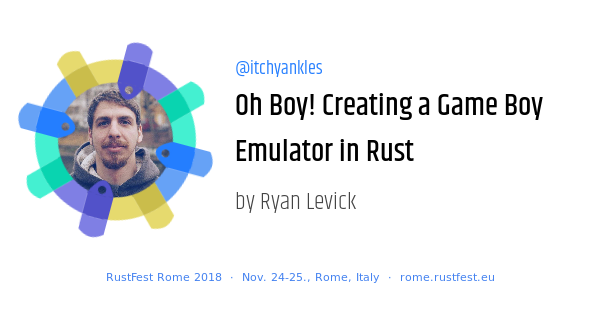 @itchyankles
Oh Boy! Creating a Game Boy
Emulator in Rust
by Ryan Levick
RustFest Rome 2018 · Nov. 24-25., Rome, Italy · rome.rustfest.eu